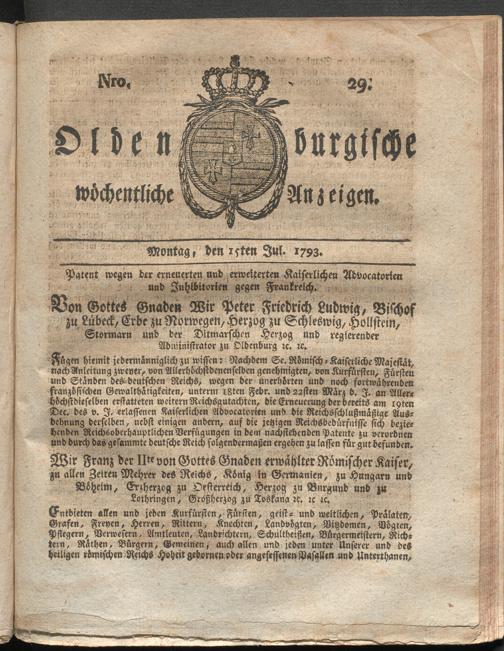 Nro. 29.
Oldenburgische
wöchentliche Anzeigen.
Montag, den 15ten Jul. 1793.
Patent wegen der erneuerten und erweiterten Kaiserlichen Advocatorien
und Inhibitorien gegen Frankreich.
Von Gottes Gnaden Wir Peter Friedrich Ludwig, Bischof
zu Lübeck, Erbe zu Norwegen, Herzog zu Schleswig, Hollstein,
Stormarn und der Ditmarschen Herzog und regierender
Administrator zu Oldenburg ꝛc. ꝛc.
Fügen hiemit jedermänniglich zu wissen: Nachdem Se. Römisch-Kaiserliche Majestät,
nach Anleitung zweyer, von Allerhöchstdenenselben genehmigten, von Kurfürsten, Fürsten
und Ständen des deutschen Reichs, wegen der unerhörten und noch fortwährenden
französischen Gewalthätigkeiten, unterm 18ten Febr. und 22sten März d. J. an Aller-
höchstdieselben erstatteten weitern Reichsgutachten, die Erneuerung der bereits am 19ten
Dec. des v. J. erlassenen Kaiserlichen Advocatorien und die Reichsschlußmäßige Aus-
dehnung derselben, nebst einigen andern, auf die jetzigen Reichsbedürfnisse sich bezie-
henden Reichsoberhauptlichen Verfügungen in dem nachstehenden Patente zu verordnen
und durch das gesammte deutsche Reich folgendermaßen ergehen zu lassen für gut befunden.
Wir Franz der IIte von Gottes Gnaden erwählter Römischer Kaiser,
zu allen Zeiten Mehrer des Reichs, König in Germanien, zu Hungarn und
Böheim, Erzherzog zu Oesterreich, Herzog zu Burgund und zu
Lothringen, Großherzog zu Toskana ꝛc. ꝛc. ꝛc.
Entbieten allen und jeden Kurfürsten, Fürsten, geist- und weltlichen, Prälaten,
Grafen, Freyen, Herren, Rittern, Knechten, Landvögten, Vizdomen, Vögten,
Pflegern, Verwesern, Amtleuten, Landrichtern, Schultheißen, Bürgermeistern, Rich-
tern, Räthen, Bürgern, Gemeinen, auch allen und jeden unter Unserer und des
heiligen römischen Reichs Hoheit gebornen oder angesessenen Vasallen und Unterthanen,